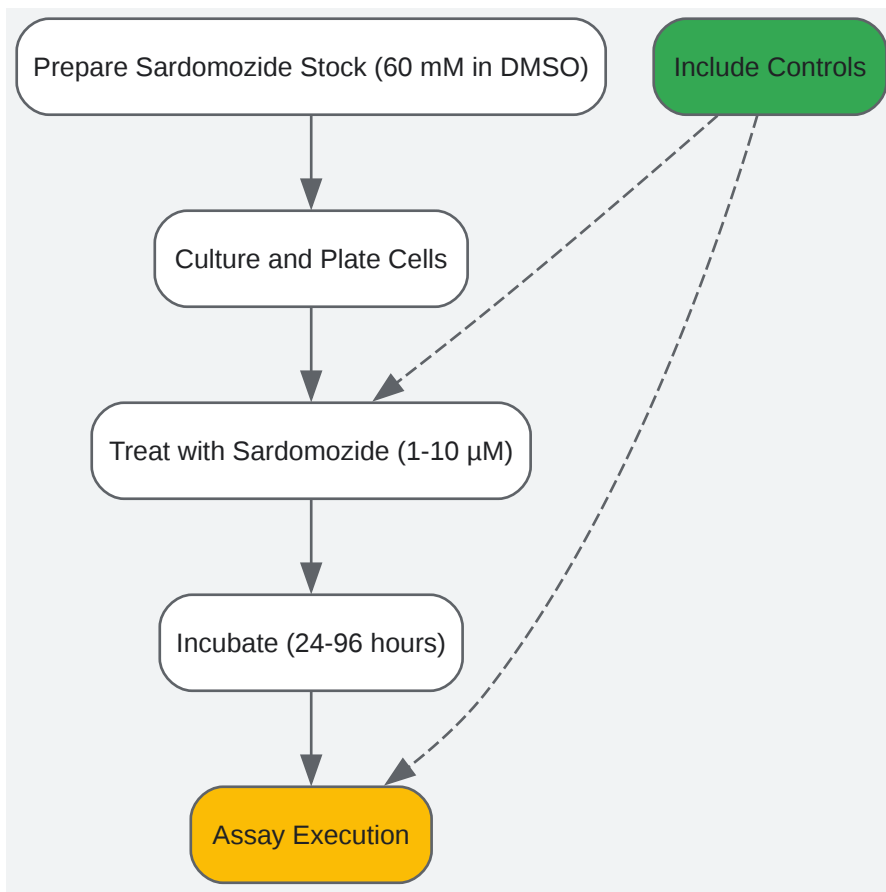 Prepare Sardomozide Stock (60 mM in DMSO)
Include Controls
Culture and Plate Cells
Treat with Sardomozide (1-10 µM)
Incubate (24-96 hours)
Assay Execution